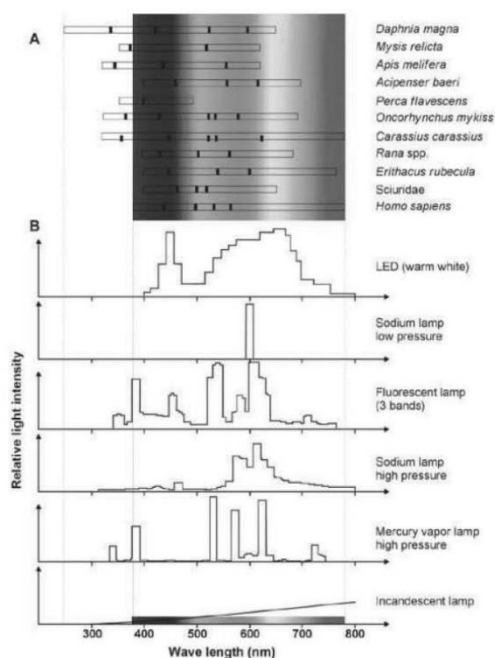 A
Daphnia magna
Mysis relicta
Apis melifera
Acipenser baeri
Perca flavescens
Oncorhynchus mykiss
Carassius carassius
Rana spp.
Erithacus rubecula
Sciuridae
Homo sapiens
B
Relative light intensity
LED (warm white)
Sodium lamp
low pressure
Fluorescent lamp
(3 bands)
Sodium lamp
high pressure
Mercury vapor lamp
high pressure
Incandescent lamp
300 400 500 600 700 800
Wave length (nm)